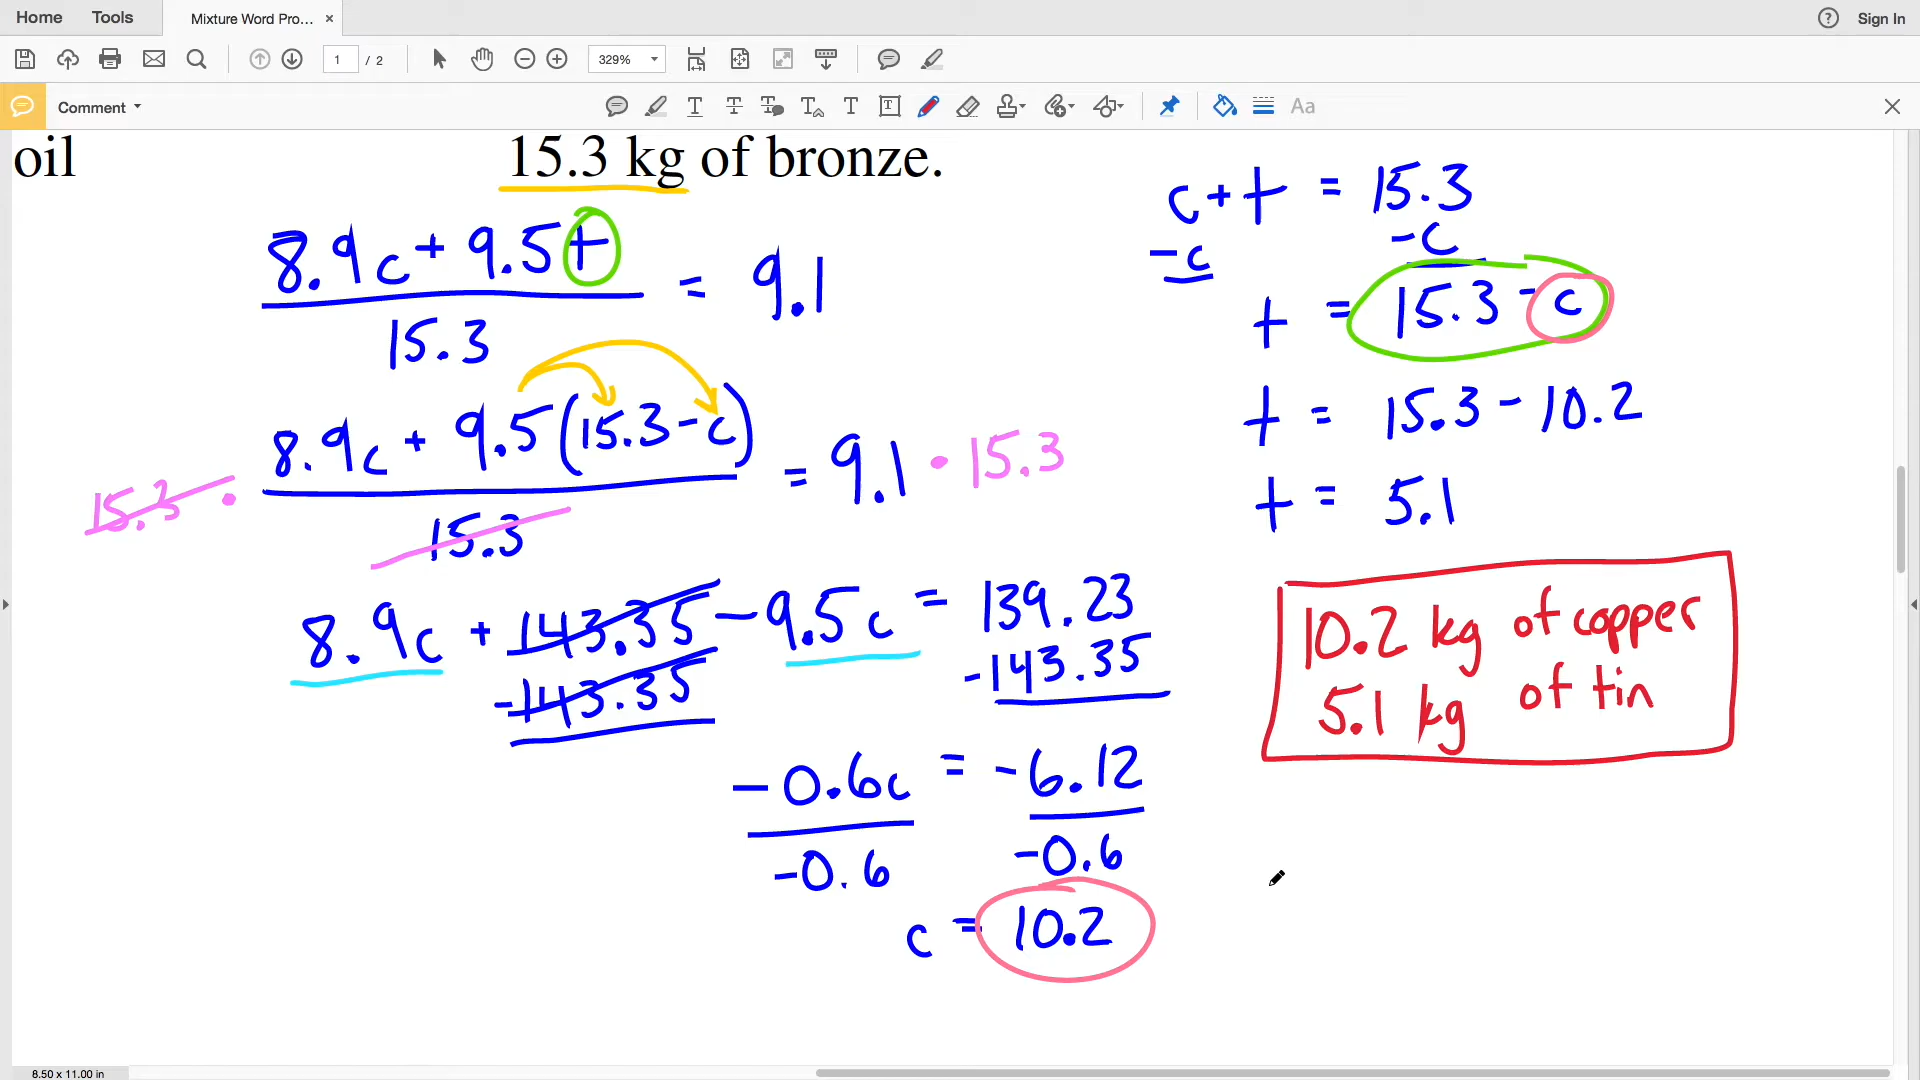 Home Tools Mixture Word Pro... × ? Sign In
1 / 2 329%
Comment T T T T T T Aa
oil 15.3 kg of bronze.
8.9c + 9.5t = 9.1
15.3
8.9c + 9.5(15.3 - c) = 9.1 · 15.3
15.3 ·
15.3
8.9c + 143.35 - 9.5c = 139.23
-143.35 -143.35
-0.6c = -6.12
-0.6 -0.6
c = 10.2
c + t = 15.3
-c -c
t = 15.3 - c
t = 15.3 - 10.2
t = 5.1
10.2 kg of copper
5.1 kg of tin
8.50 x 11.00 in